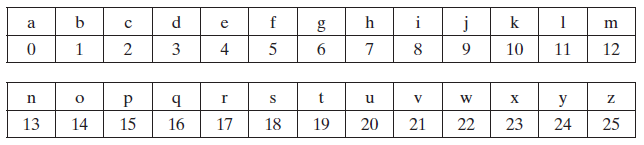 a b c d e f g h i j k l m
0 1 2 3 4 5 6 7 8 9 10 11 12
n o p q r s t u v w x y z
13 14 15 16 17 18 19 20 21 22 23 24 25